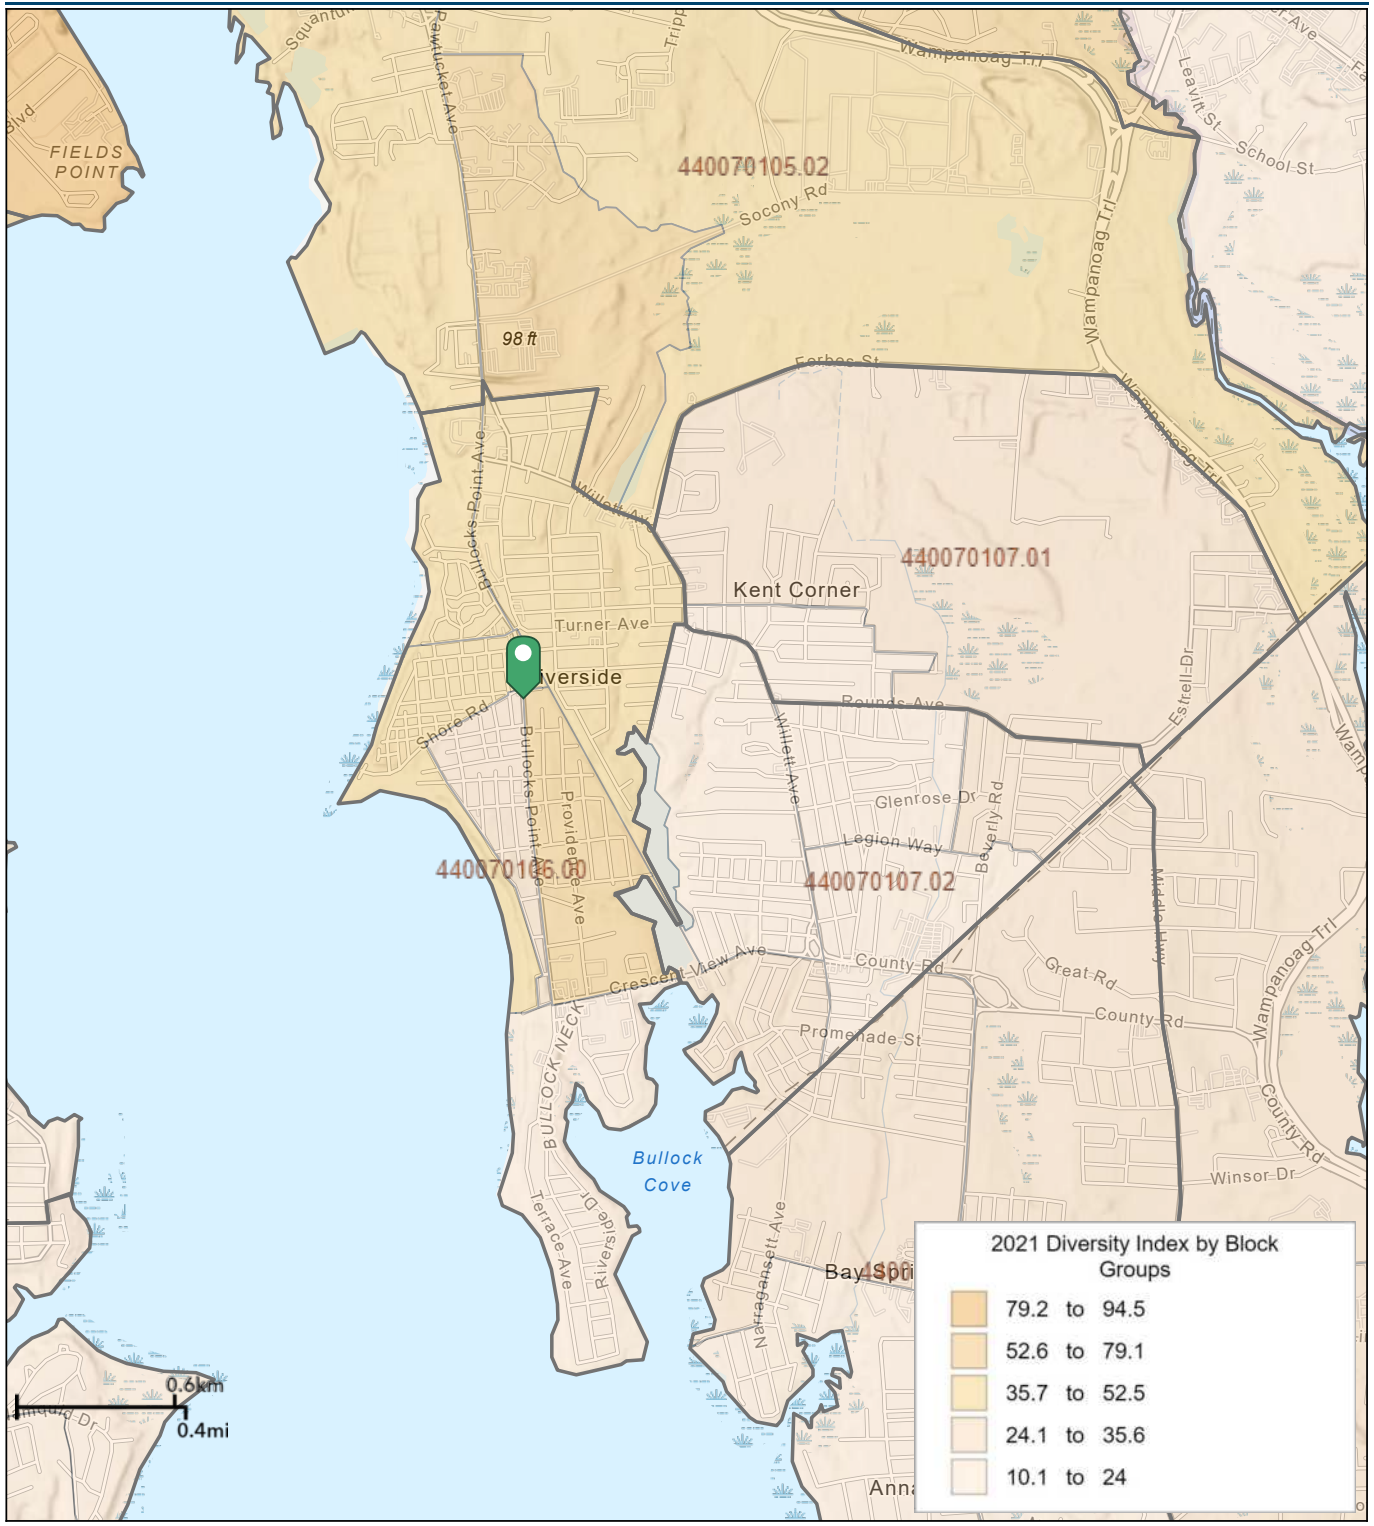 Squantum
Pawtucket Ave
Tripp
Wampanoag Trl
Leavitt St
School St
Blvd
FIELDS
POINT
440070105.02
Socony Rd
Wampanoag Trl
98 ft
Forbes St
Wampanoag Trl
Bullocks Point Ave
Willett Ave
440070107.01
Kent Corner
Turner Ave
iverside
Estrell Dr
Shore Rd
Rounds Ave
Willett Ave
Wamp
Bullocks Point Ave
Providence Ave
Glenrose Dr
Beverly Rd
Legion Way
440070106.00
440070107.02
Middle Hwy
Wampanoag Trl
Crescent View Ave
County Rd
Great Rd
County Rd
BULLOCK NECK
Promenade St
County Rd
Bullock
Cove
Winsor Dr
Terrace Ave
Riverside Dr
Narragansett Ave
Bay Spri
4400
2021 Diversity Index by Block
Groups
79.2 to 94.5
52.6 to 79.1
35.7 to 52.5
24.1 to 35.6
10.1 to 24
0.6km
0.4mi
Anna